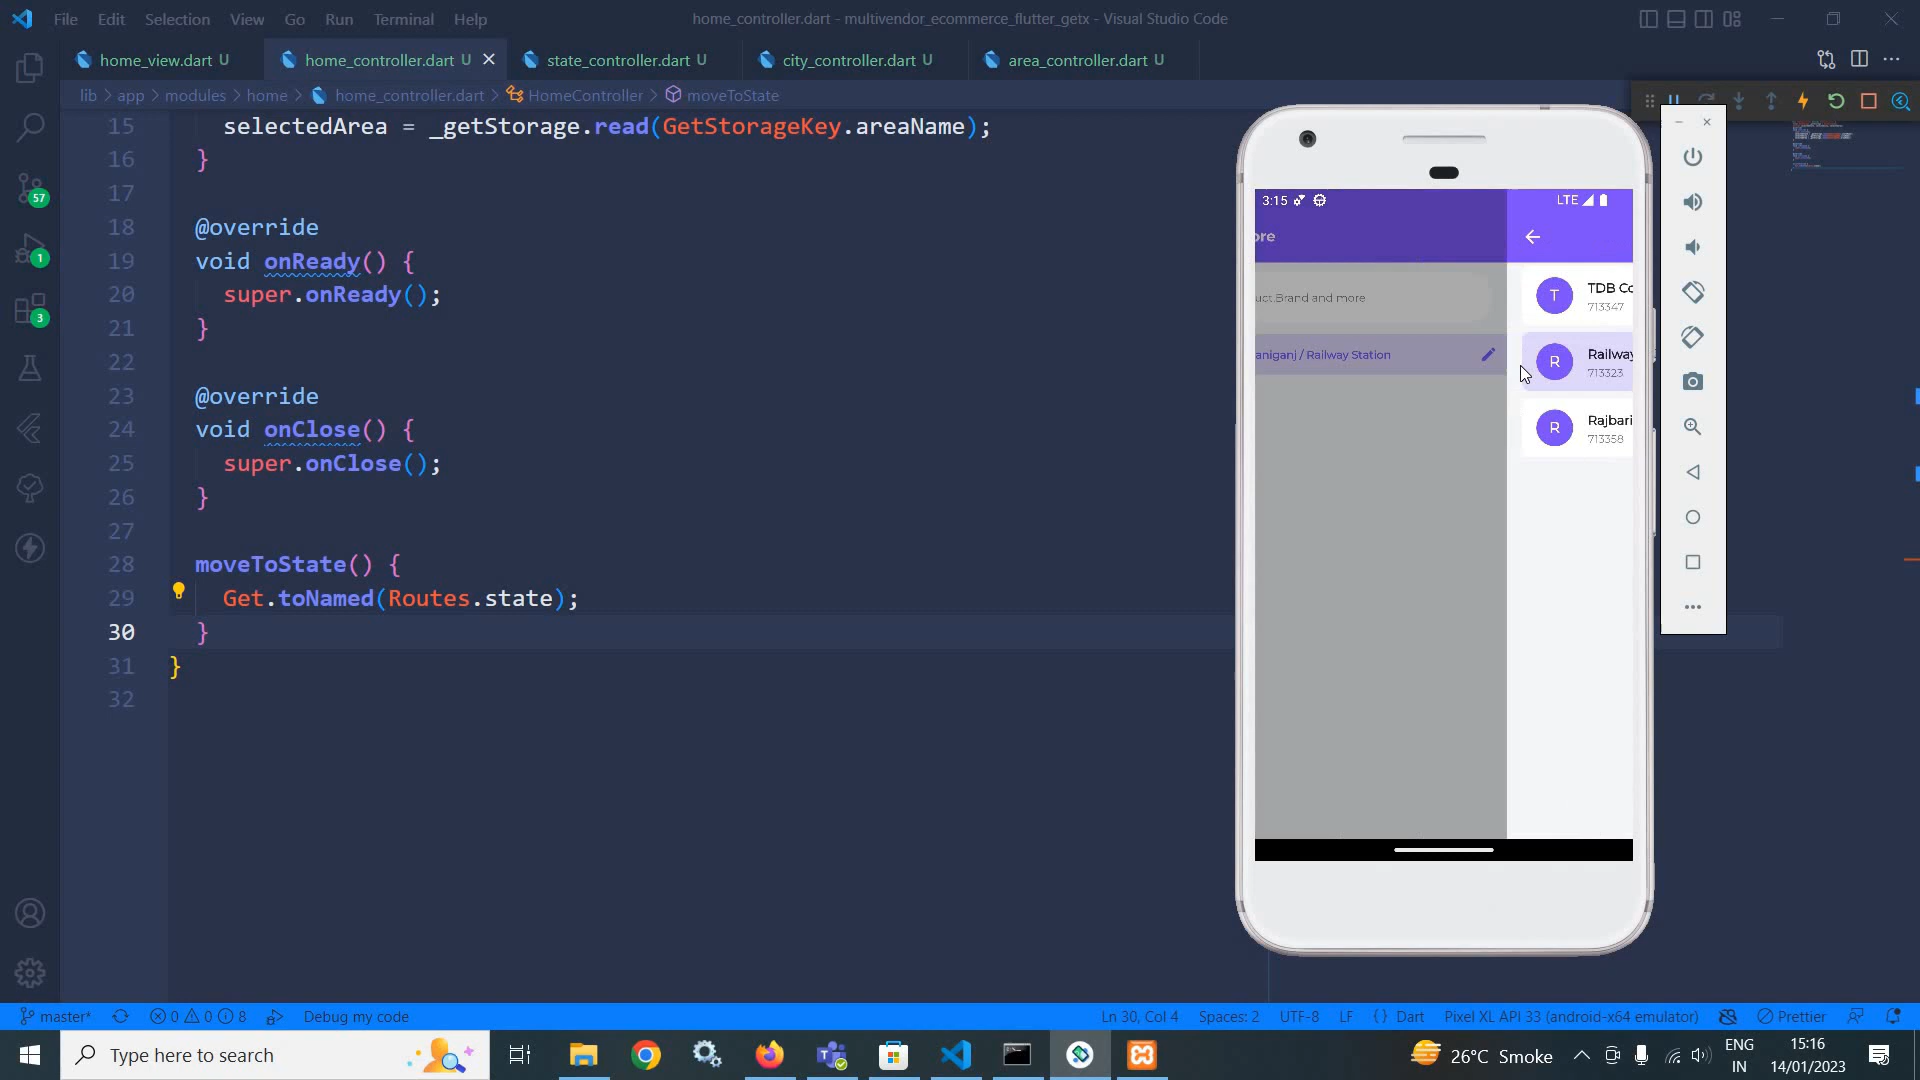 File Edit Selection View Go Run Terminal Help
home_controller.dart - multivendor_ecommerce_flutter_getx - Visual Studio Code
home_view.dart U
home_controller.dart U
state_controller.dart U
city_controller.dart U
area_controller.dart U
lib > app > modules > home > home_controller.dart > HomeController > moveToState
15 selectedArea = _getStorage.read(GetStorageKey.areaName);
16 }
17
18 @override
19 void onReady() {
20 super.onReady();
21 }
22
23 @override
24 void onClose() {
25 super.onClose();
26 }
27
28 moveToState() {
29 Get.toNamed(Routes.state);
30 }
31 }
32
57
1
3
3:15
LTE
ore
uct,Brand and more
aniganj / Railway Station
T
TDB Co
713347
R
Railway
713323
R
Rajbari
713358
master* 0 0 8 Debug my code
Ln 30, Col 4 Spaces: 2 UTF-8 LF {} Dart Pixel XL API 33 (android-x64 emulator) Prettier
Type here to search
26°C Smoke
ENG
IN
15:16
14/01/2023